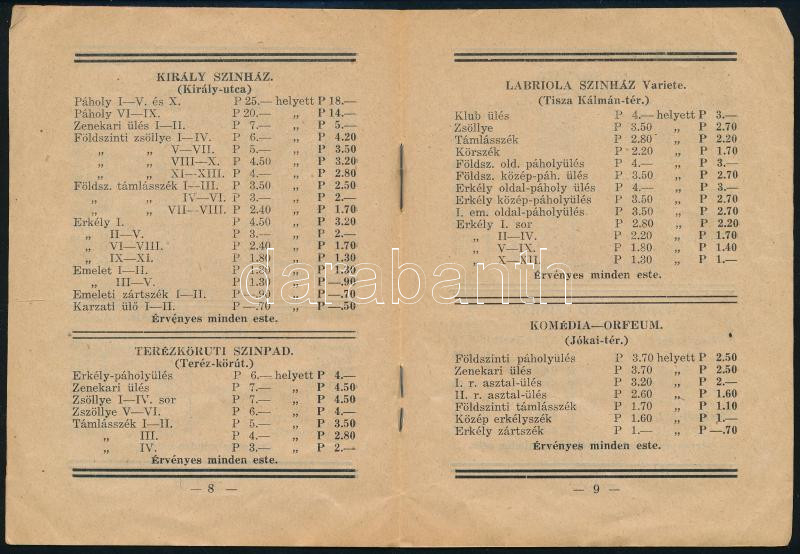 KIRÁLY SZINHÁZ.
(Király-utca)
Páholy I—V. és X. P 25.— helyett P 18.—
Páholy VI—IX. P 20.— „ P 14.—
Zenekari ülés I—II. P 7.— „ P 5.—
Földszinti zsöllye I—IV. P 6.— „ P 4.20
„ „ V—VII. P 5.— „ P 3.50
„ „ VIII—X. P 4.50 „ P 3.20
„ „ XI—XIII. P 4.— „ P 2.80
Földsz. támlásszék I—III. P 3.50 „ P 2.50
„ „ IV—VI. P 3.— „ P 2.—
„ „ VII—VIII. P 2.40 „ P 1.70
Erkély I. P 4.50 „ P 3.20
„ II—V. P 3.— „ P 2.—
„ VI—VIII. P 2.40 „ P 1.70
„ IX—XI. P 1.80 „ P 1.30
Emelet I—II. P 1.80 „ P 1.30
„ III—V. P 1.30 „ P —.90
Emeleti zártszék I—II. P —.90 „ P —.70
Karzati ülő I—II. P —.70 „ P —.50
Érvényes minden este.
TERÉZKÖRUTI SZINPAD.
(Teréz-körút.)
Erkély-páholyülés P 6.— helyett P 4.—
Zenekari ülés P 7.— „ P 4.50
Zsöllye I—IV. sor P 7.— „ P 4.50
Zszöllye V—VI. P 6.— „ P 4.—
Támlásszék I—II. P 5.— „ P 3.50
„ III. P 4.— „ P 2.80
„ IV. P 3.— „ P 2.—
Érvényes minden este.
— 8 —
LABRIOLA SZINHÁZ Variete.
(Tisza Kálmán-tér.)
Klub ülés P 4.— helyett P 3.—
Zsöllye P 3.50 „ P 2.70
Támlásszék P 2.80 „ P 2.20
Körszék P 2.20 „ P 1.70
Földsz. old. páholyülés P 4.— „ P 3.—
Földsz. közép-páh. ülés P 3.50 „ P 2.70
Erkély oldal-páholy ülés P 4.— „ P 3.—
Erkély közép-páholyülés P 3.50 „ P 2.70
I. em. oldal-páholyülés P 3.50 „ P 2.70
Erkély I. sor P 2.80 „ P 2.20
„ II—IV. P 2.20 „ P 1.70
„ V—IX. P 1.80 „ P 1.40
„ X—XII. P 1.30 „ P 1.—
Érvényes minden este.
KOMÉDIA—ORFEUM.
(Jókai-tér.)
Földszinti páholyülés P 3.70 helyett P 2.50
Zenekari ülés P 3.70 „ P 2.50
I. r. asztal-ülés P 3.20 „ P 2.—
II. r. asztal-ülés P 2.60 „ P 1.60
Földszinti támlásszék P 1.70 „ P 1.10
Közép erkélyszék P 1.60 „ P 1.—
Erkély zártszék P 1.— „ P —.70
Érvényes minden este.
— 9 —
darabanth